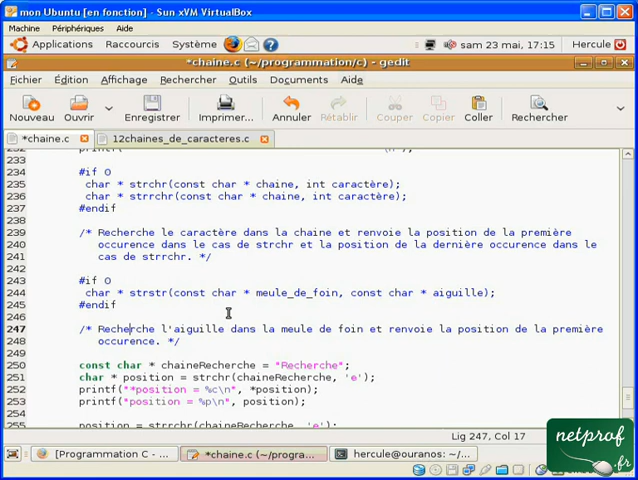 mon Ubuntu [en fonction] - Sun xVM VirtualBox
Machine Périphériques Aide
Applications Raccourcis Système sam 23 mai, 17:15 Hercule
*chaine.c (~/programmation/c) - gedit
Fichier Édition Affichage Rechercher Outils Documents Aide
Nouveau Ouvrir Enregistrer Imprimer... Annuler Rétablir Couper Copier Coller Rechercher
*chaine.c 12chaines_de_caracteres.c
232
233
234 #if 0
235 char * strchr(const char * chaine, int caractère);
236 char * strrchr(const char * chaine, int caractère);
237 #endif
238
239 /* Recherche le caractère dans la chaine et renvoie la position de la première
240 occurence dans le cas de strchr et la position de la dernière occurence dans le
241 cas de strrchr. */
242
243 #if 0
244 char * strstr(const char * meule_de_foin, const char * aiguille);
245 #endif
246
247 /* Recherche l'aiguille dans la meule de foin et renvoie la position de la première
248 occurence. */
249
250 const char * chaineRecherche = "Recherche";
251 char * position = strchr(chaineRecherche, 'e');
252 printf("*position = %c\n", *position);
253 printf("position = %p\n", position);
254
255 position = strrchr(chaineRecherche, 'e');
Lig 247, Col 17
[Programmation C - ... *chaine.c (~/progra... hercule@ouranos: ~/...
netprof
.fr